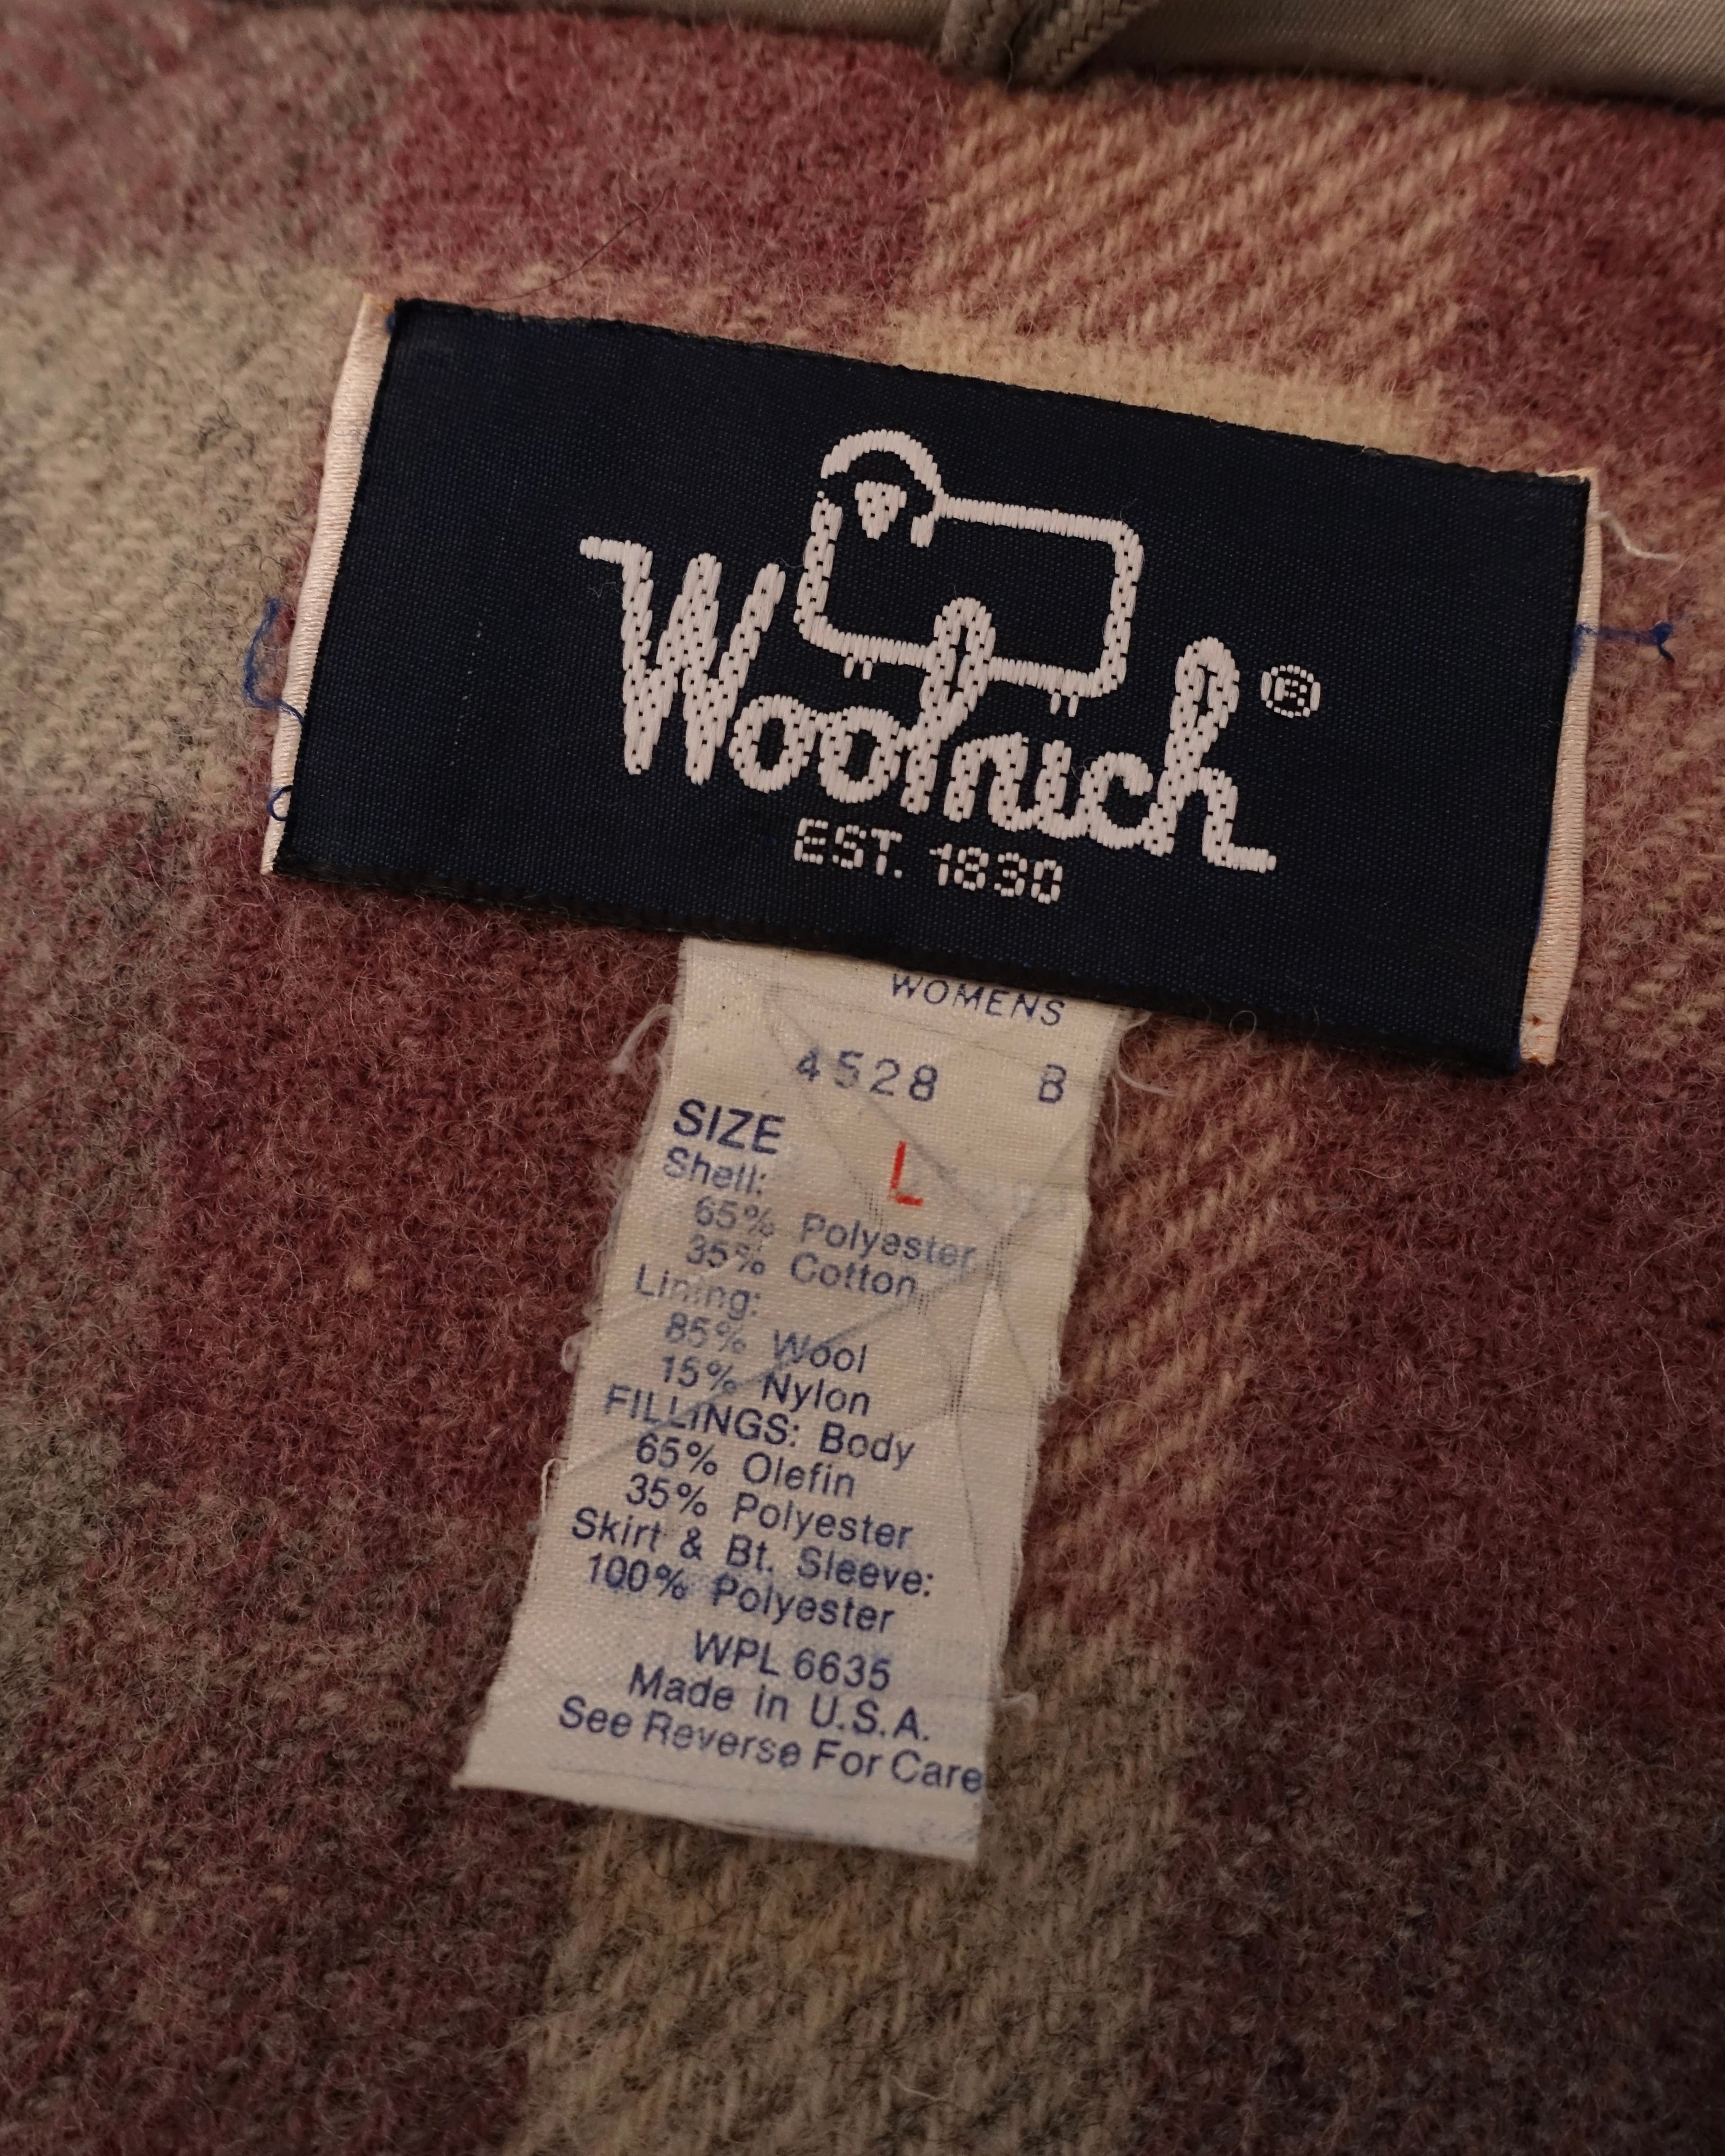 Woolrich®
EST. 1830
WOMENS
4528 B
SIZE L
Shell:
65% Polyester
35% Cotton
Lining:
85% Wool
15% Nylon
FILLINGS: Body
65% Olefin
35% Polyester
Skirt & Bt. Sleeve:
100% Polyester
WPL 6635
Made in U.S.A.
See Reverse For Care